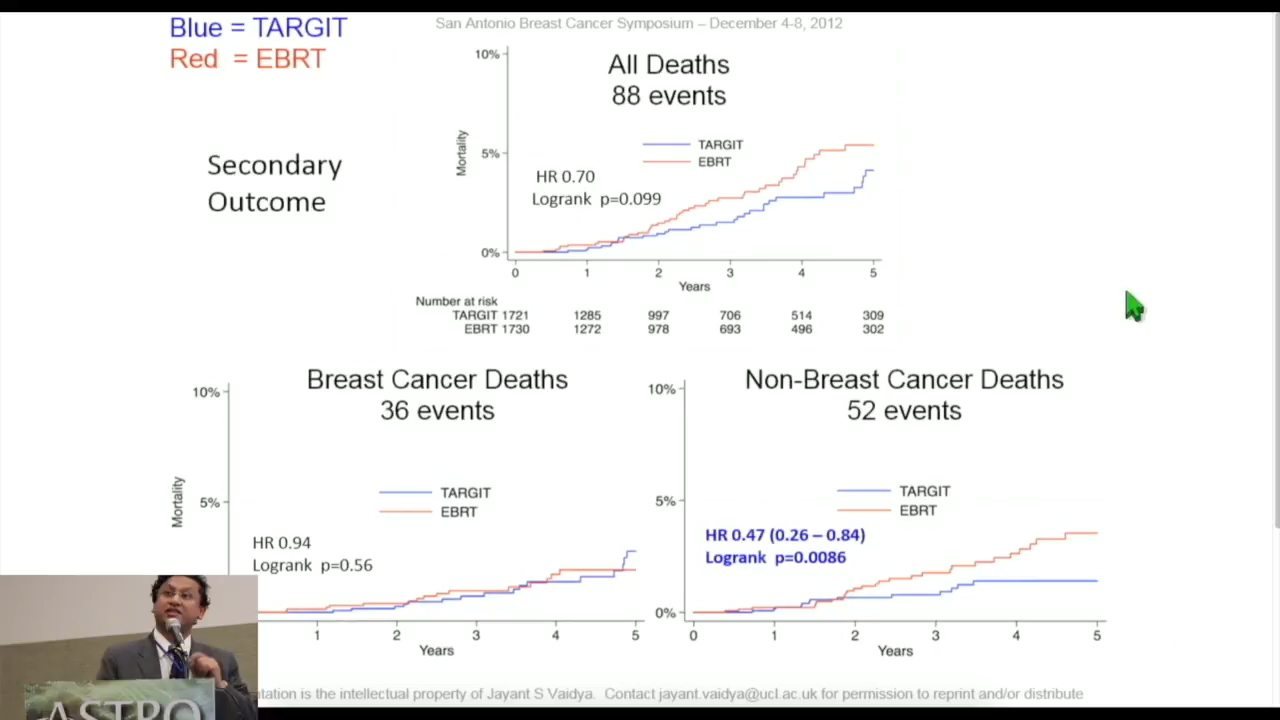 San Antonio Breast Cancer Symposium – December 4-8, 2012
Blue = TARGIT
Red = EBRT
Secondary
Outcome
All Deaths
88 events
10%
5%
0%
Mortality
TARGIT
EBRT
HR 0.70
Logrank p=0.099
0 1 2 3 4 5
Years
Number at risk
TARGIT 1721 1285 997 706 514 309
EBRT 1730 1272 978 693 496 302
Breast Cancer Deaths
36 events
10%
5%
Mortality
TARGIT
EBRT
HR 0.94
Logrank p=0.56
1 2 3 4 5
Years
Non-Breast Cancer Deaths
52 events
10%
5%
0%
TARGIT
EBRT
HR 0.47 (0.26 – 0.84)
Logrank p=0.0086
0 1 2 3 4 5
Years
ntation is the intellectual property of Jayant S Vaidya. Contact jayant.vaidya@ucl.ac.uk for permission to reprint and/or distribute
ASTRO